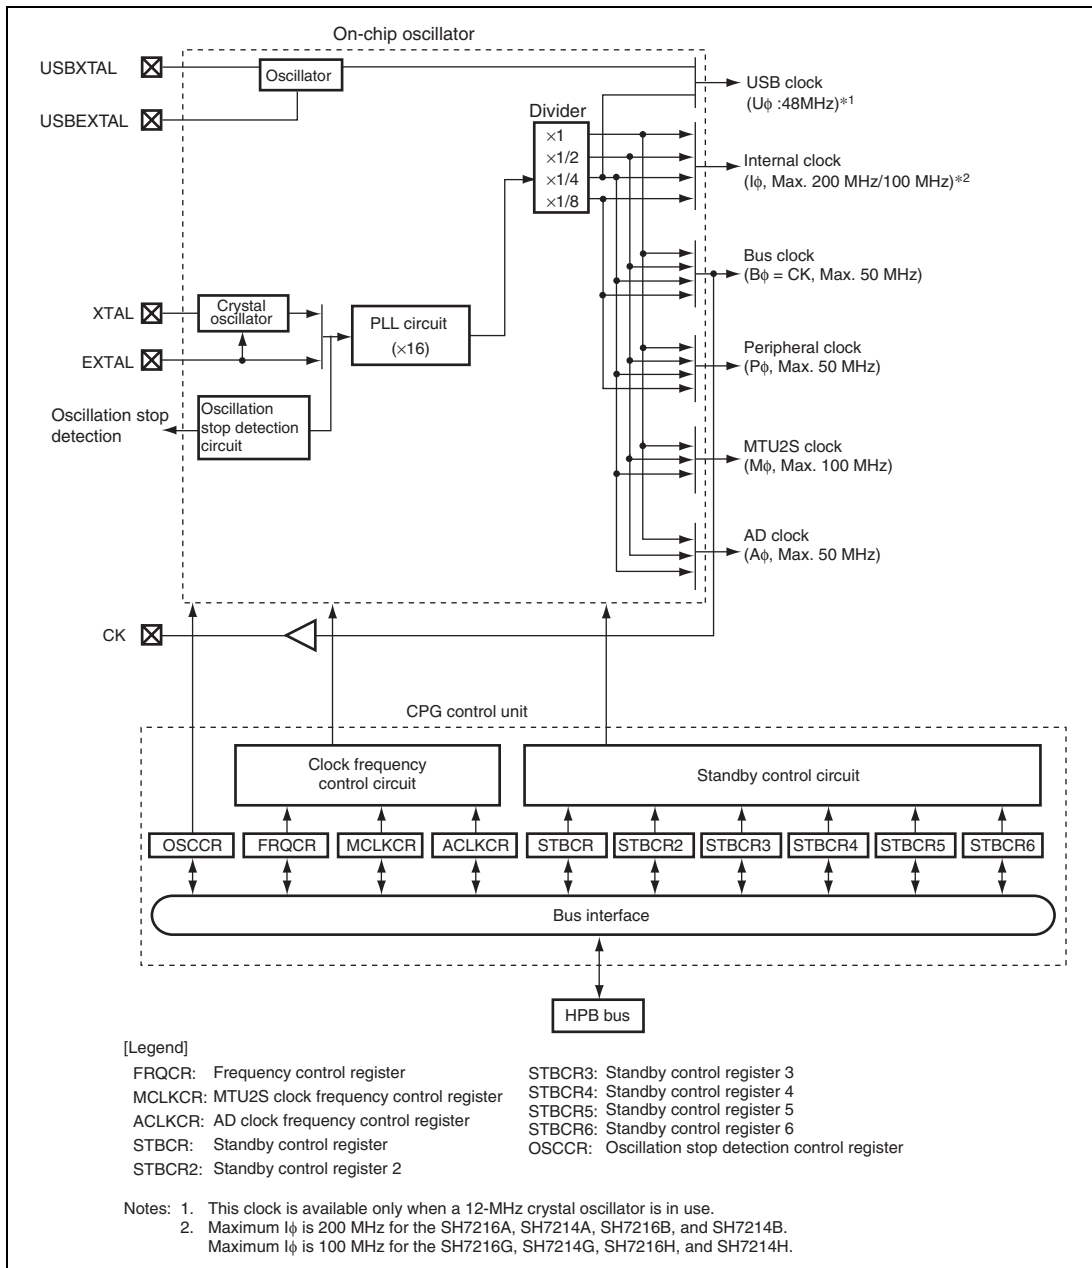 On-chip oscillator
USBXTAL
Oscillator
USB clock
(Uϕ :48MHz)*1
USBEXTAL
Divider
×1
×1/2
×1/4
×1/8
Internal clock
(Iϕ, Max. 200 MHz/100 MHz)*2
Bus clock
(Bϕ = CK, Max. 50 MHz)
XTAL
Crystal
oscillator
PLL circuit
(×16)
EXTAL
Peripheral clock
(Pϕ, Max. 50 MHz)
Oscillation stop
detection
Oscillation
stop detection
circuit
MTU2S clock
(Mϕ, Max. 100 MHz)
AD clock
(Aϕ, Max. 50 MHz)
CK
CPG control unit
Clock frequency
control circuit
Standby control circuit
OSCCR FRQCR MCLKCR ACLKCR STBCR STBCR2 STBCR3 STBCR4 STBCR5 STBCR6
Bus interface
HPB bus
[Legend]
FRQCR: Frequency control register
MCLKCR: MTU2S clock frequency control register
ACLKCR: AD clock frequency control register
STBCR: Standby control register
STBCR2: Standby control register 2
STBCR3: Standby control register 3
STBCR4: Standby control register 4
STBCR5: Standby control register 5
STBCR6: Standby control register 6
OSCCR: Oscillation stop detection control register
Notes: 1. This clock is available only when a 12-MHz crystal oscillator is in use.
2. Maximum Iϕ is 200 MHz for the SH7216A, SH7214A, SH7216B, and SH7214B.
Maximum Iϕ is 100 MHz for the SH7216G, SH7214G, SH7216H, and SH7214H.